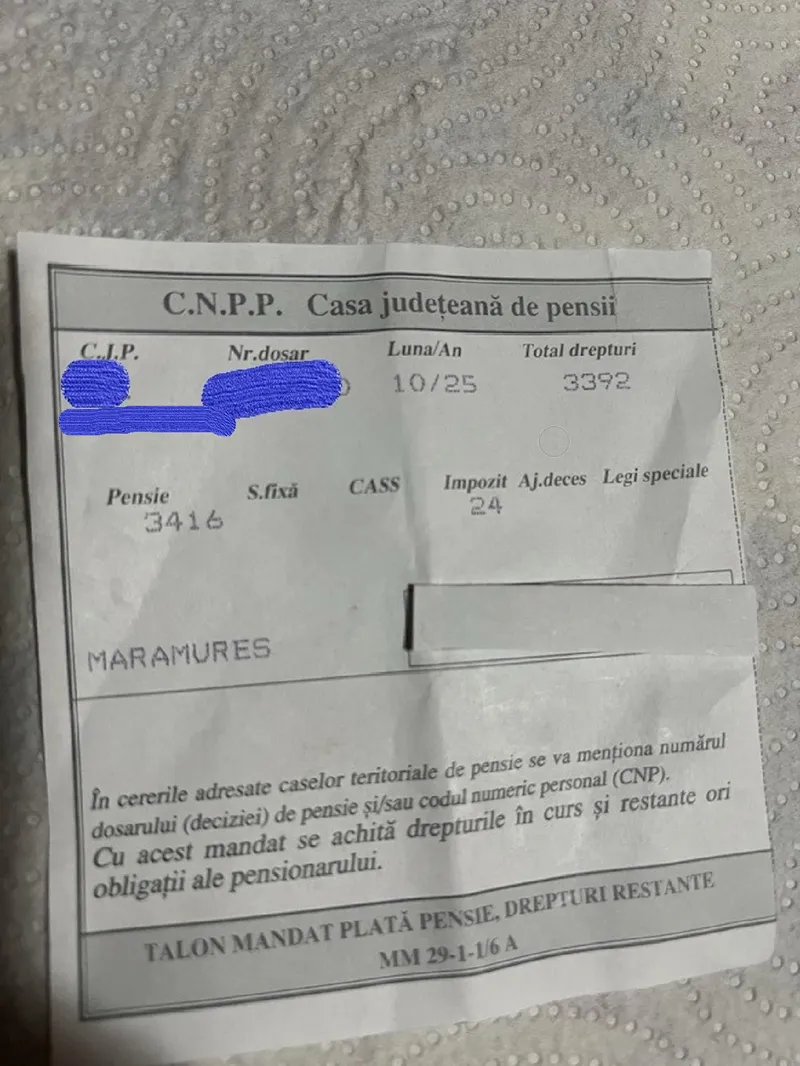 C.N.P.P. Casa județeană de pensii
C.J.P. Nr.dosar Luna/An Total drepturi
10/25 3392
Pensie S.fixă CASS Impozit Aj.deces Legi speciale
3416 24
MARAMURES
În cererile adresate caselor teritoriale de pensie se va menționa numărul
dosarului (deciziei) de pensie și/sau codul numeric personal (CNP).
Cu acest mandat se achită drepturile în curs și restante ori
obligații ale pensionarului.
TALON MANDAT PLATĂ PENSIE, DREPTURI RESTANTE
MM 29-1-1/6 A